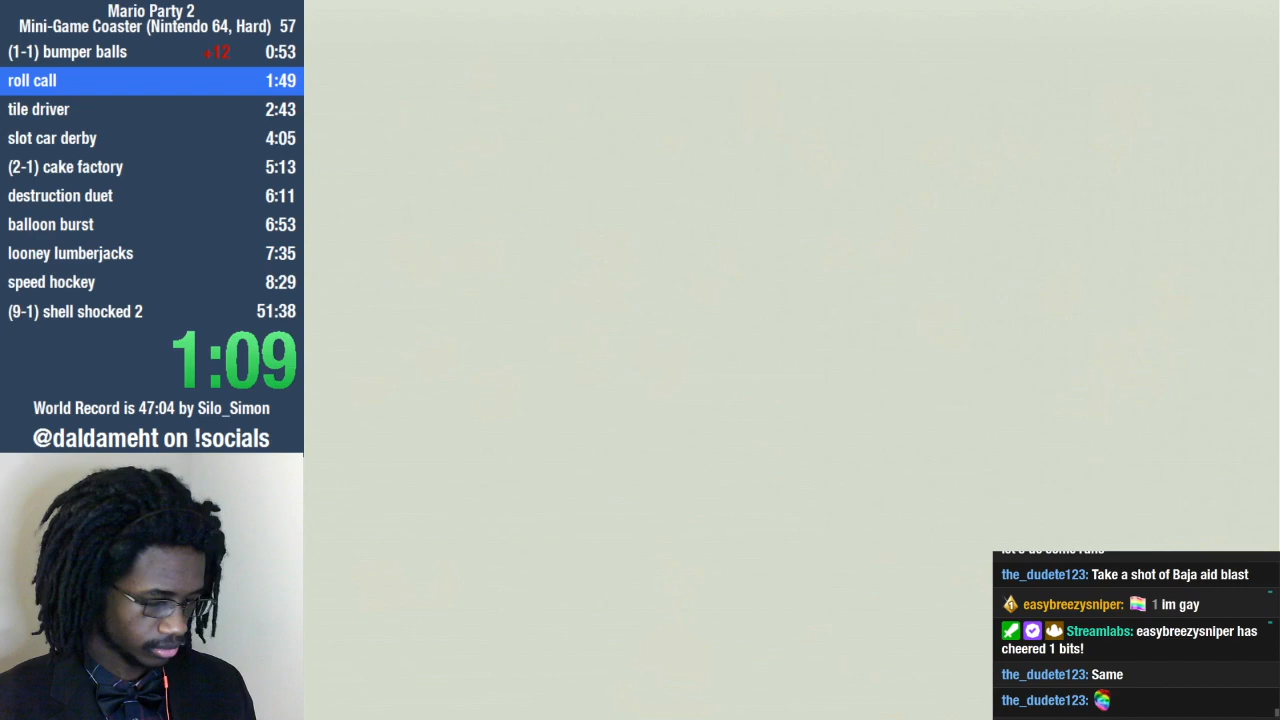 Mario Party 2
Mini-Game Coaster (Nintendo 64, Hard) 57
(1-1) bumper balls +12 0:53
roll call 1:49
tile driver 2:43
slot car derby 4:05
(2-1) cake factory 5:13
destruction duet 6:11
balloon burst 6:53
looney lumberjacks 7:35
speed hockey 8:29
(9-1) shell shocked 2 51:38
1:09
World Record is 47:04 by Silo_Simon
@daldameht on !socials
the_dudete123: Take a shot of Baja aid blast
easybreezysniper: 1 Im gay
Streamlabs: easybreezysniper has
cheered 1 bits!
the_dudete123: Same
the_dudete123: